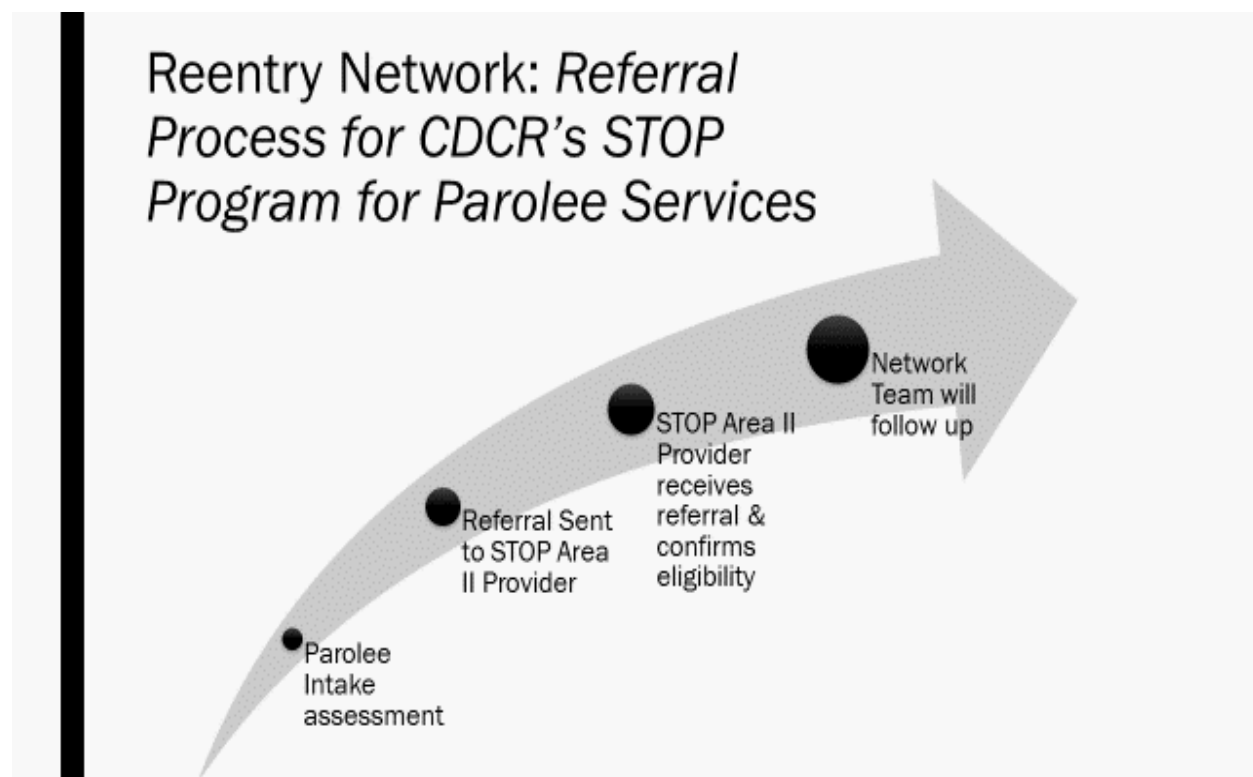 Reentry Network: Referral
Process for CDCR's STOP
Program for Parolee Services
Parolee
Intake
assessment
Referral Sent
to STOP Area
II Provider
STOP Area II
Provider
receives
referral &
confirms
eligibility
Network
Team will
follow up